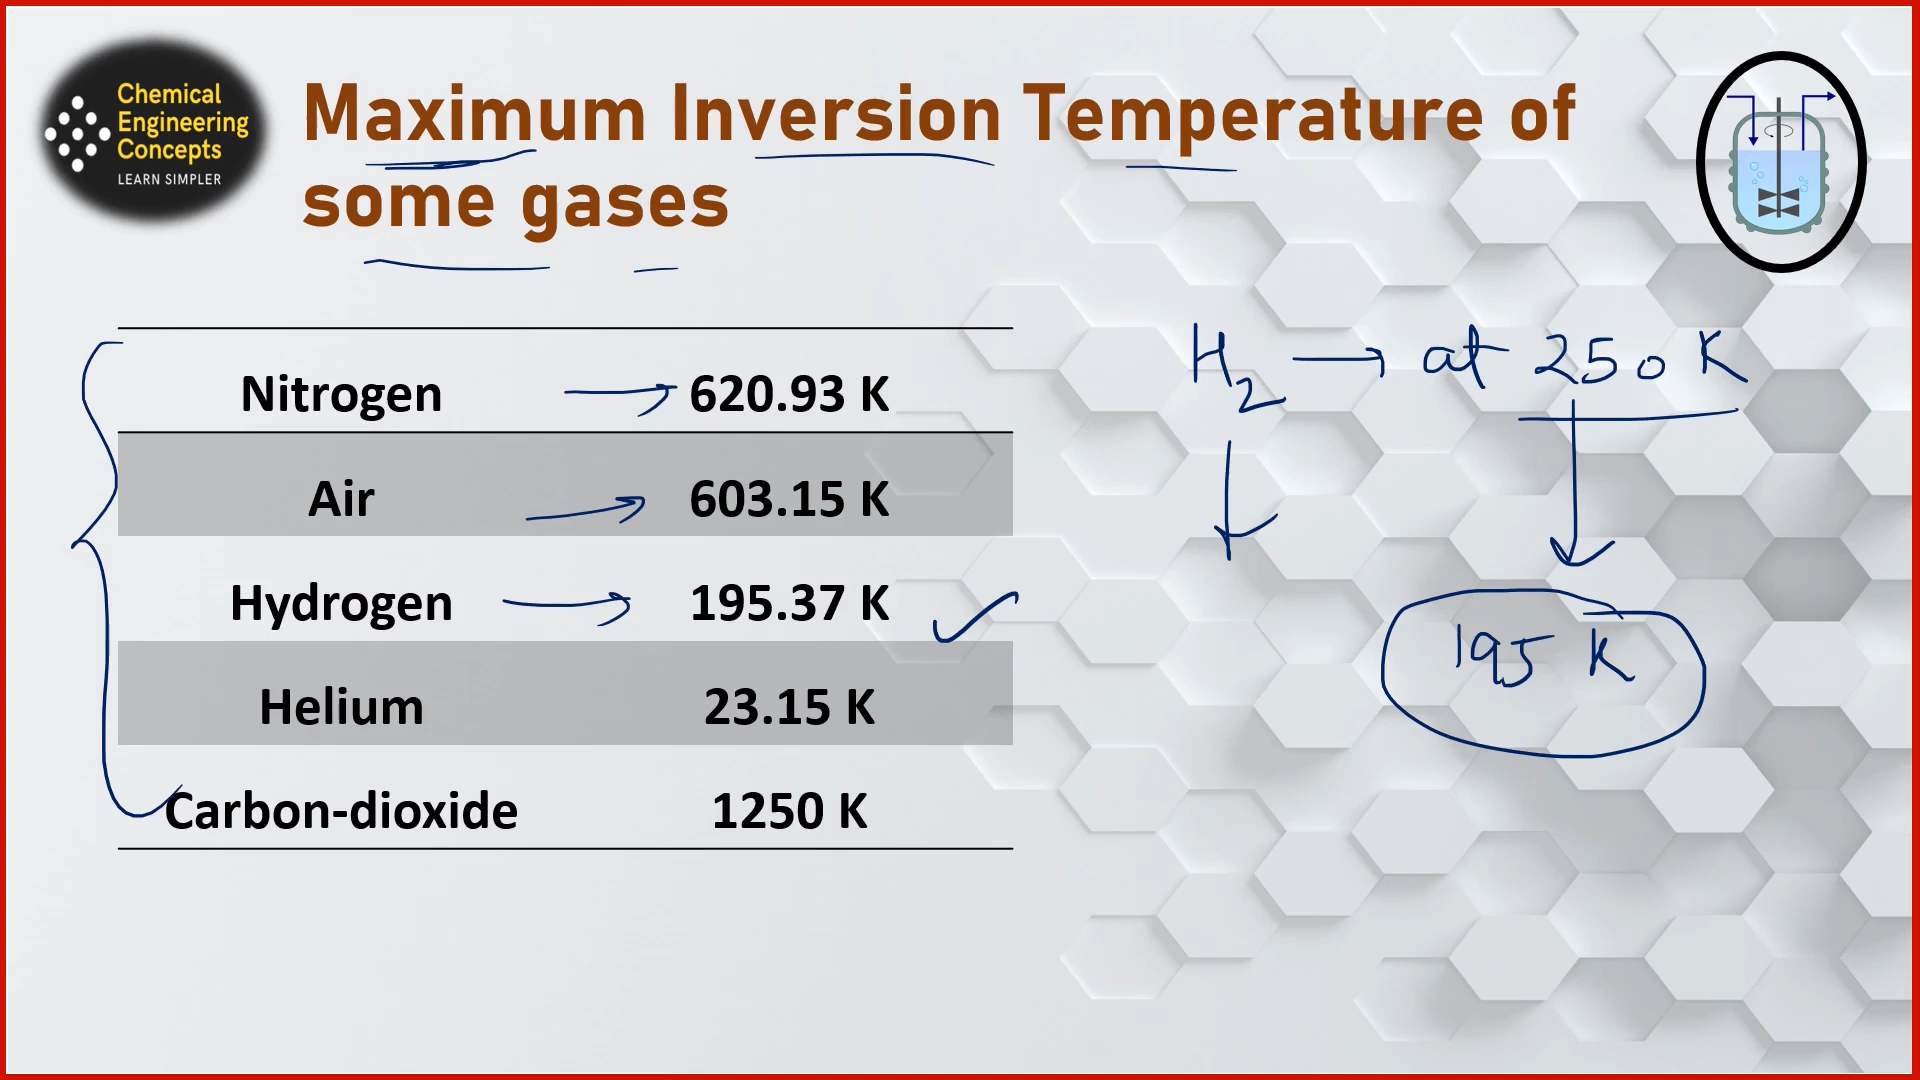 Chemical
Engineering
Concepts
LEARN SIMPLER
Maximum Inversion Temperature of
some gases
Nitrogen → 620.93 K
Air → 603.15 K
Hydrogen → 195.37 K ✓
Helium 23.15 K
Carbon-dioxide 1250 K
H₂ → at 250 K
195 K